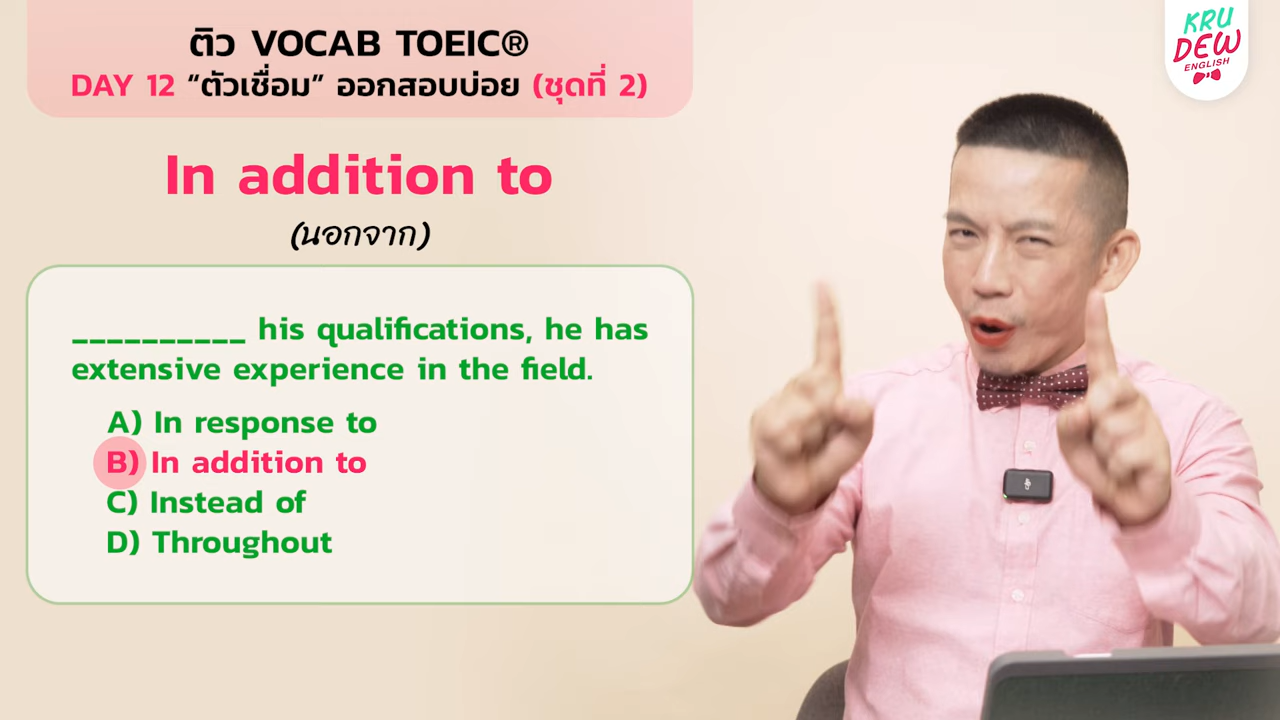 ติว VOCAB TOEIC®
DAY 12 “ตัวเชื่อม” ออกสอบบ่อย (ชุดที่ 2)
KRU
DEW
ENGLISH
In addition to
(นอกจาก)
__________ his qualifications, he has
extensive experience in the field.
A) In response to
B) In addition to
C) Instead of
D) Throughout